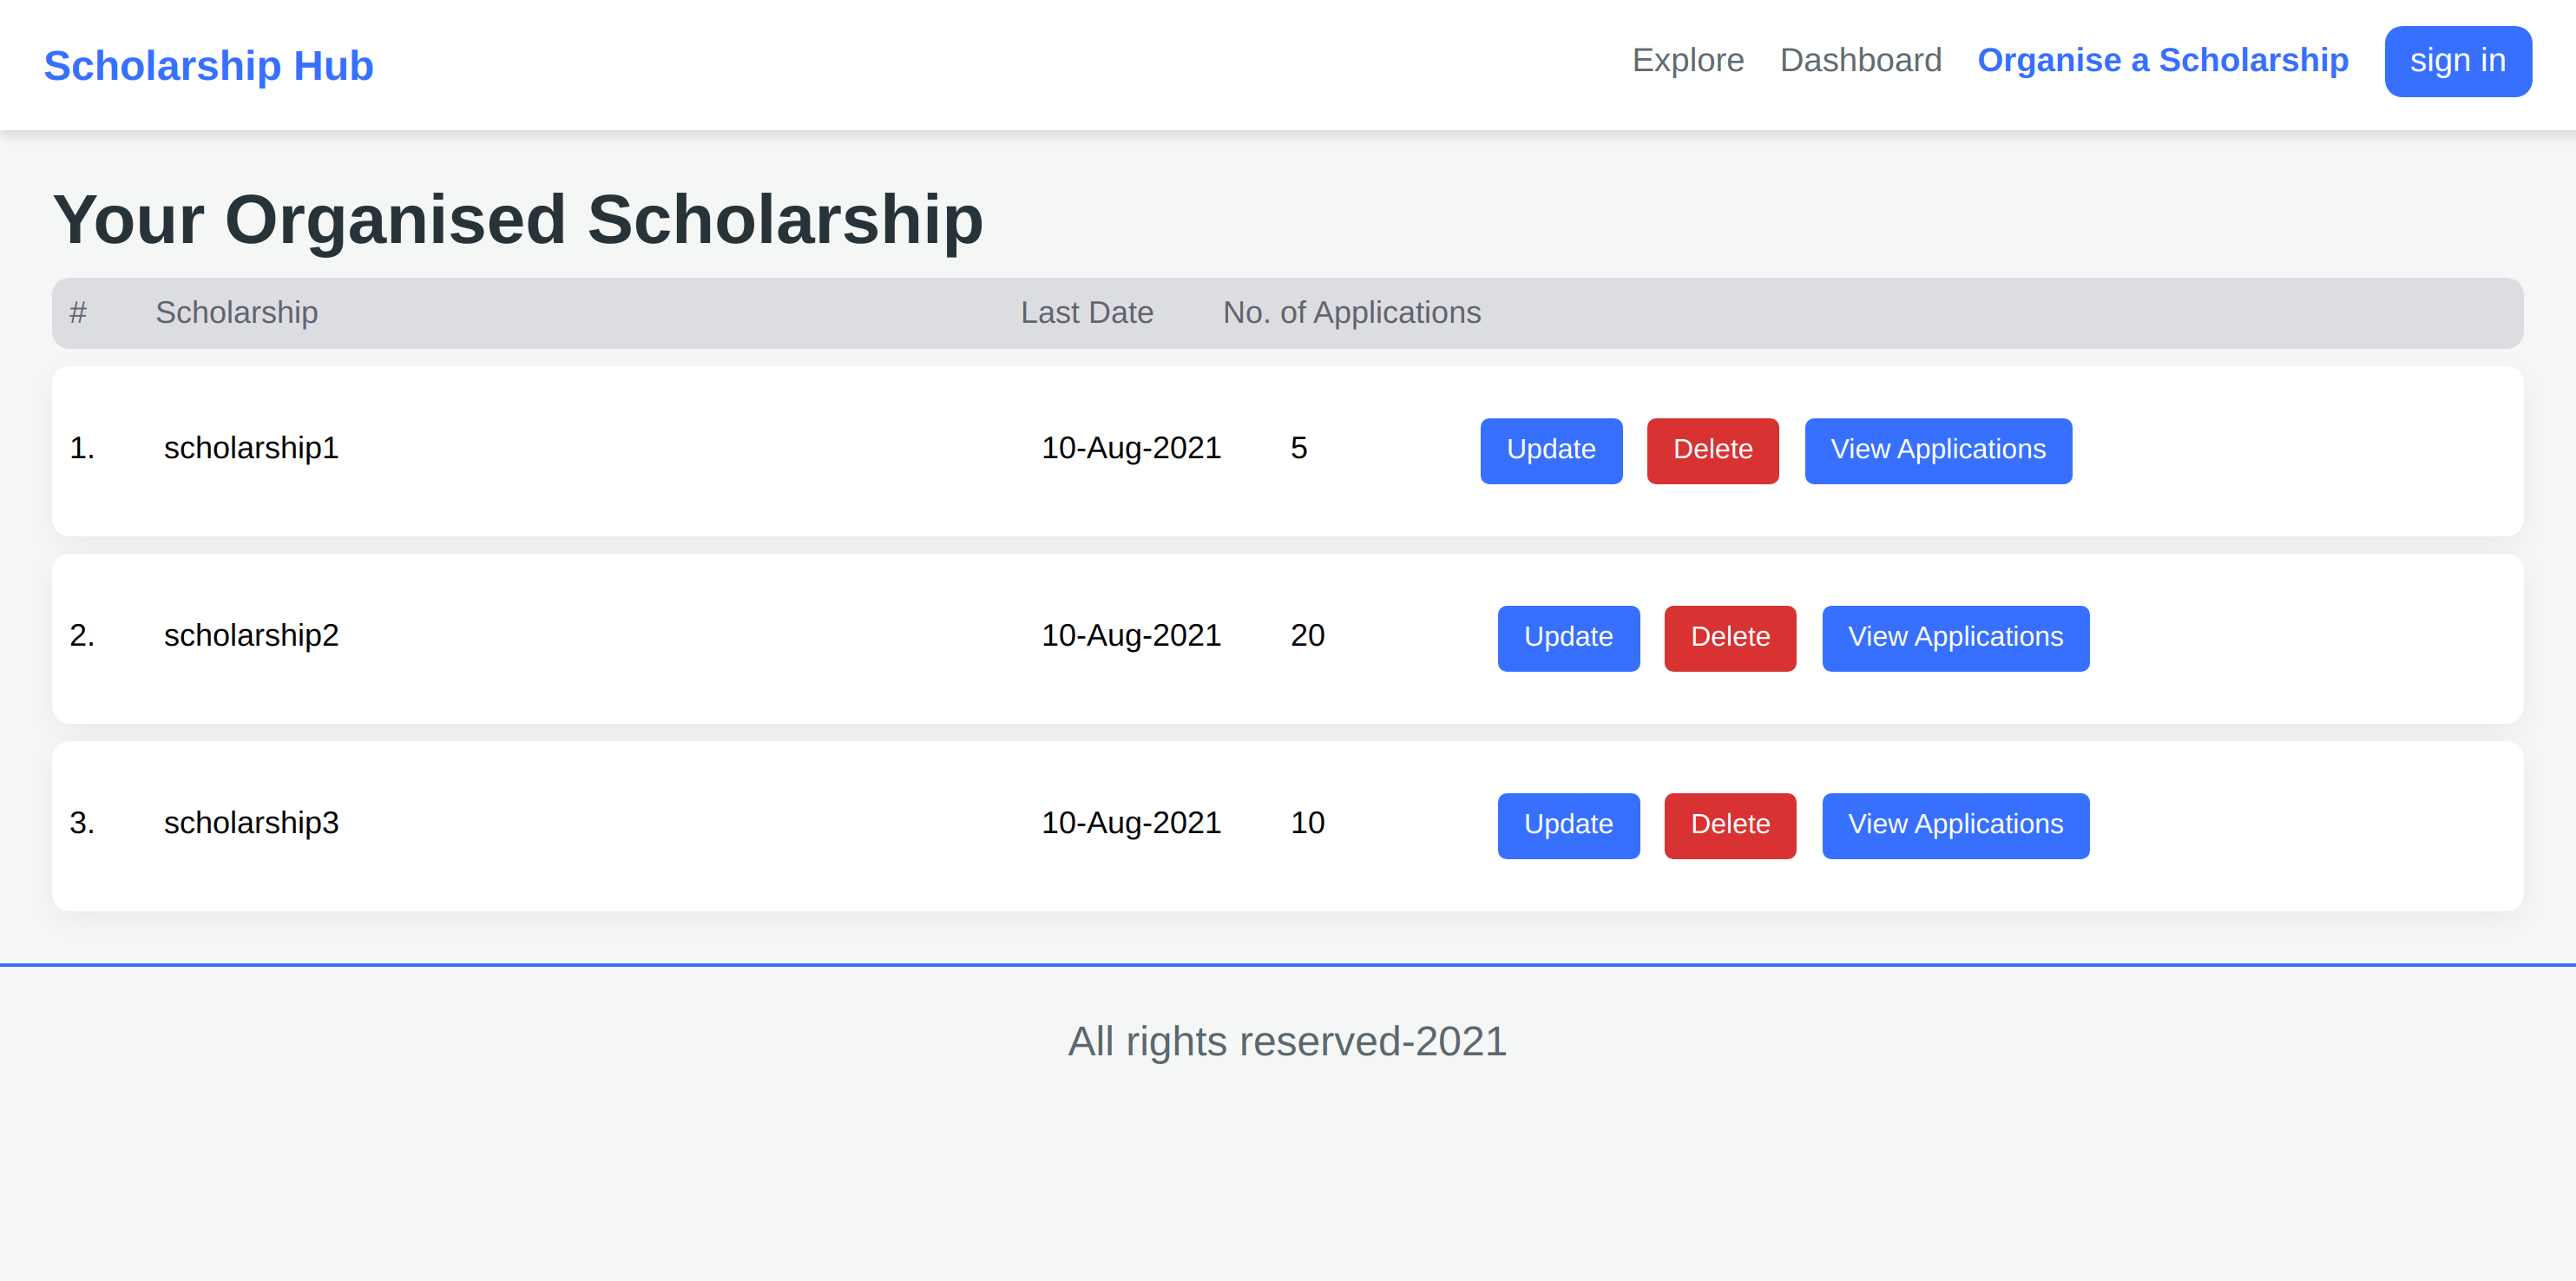 Scholarship Hub Explore Dashboard Organise a Scholarship sign in
Your Organised Scholarship
# Scholarship Last Date No. of Applications
1. scholarship1 10-Aug-2021 5 Update Delete View Applications
2. scholarship2 10-Aug-2021 20 Update Delete View Applications
3. scholarship3 10-Aug-2021 10 Update Delete View Applications
All rights reserved-2021